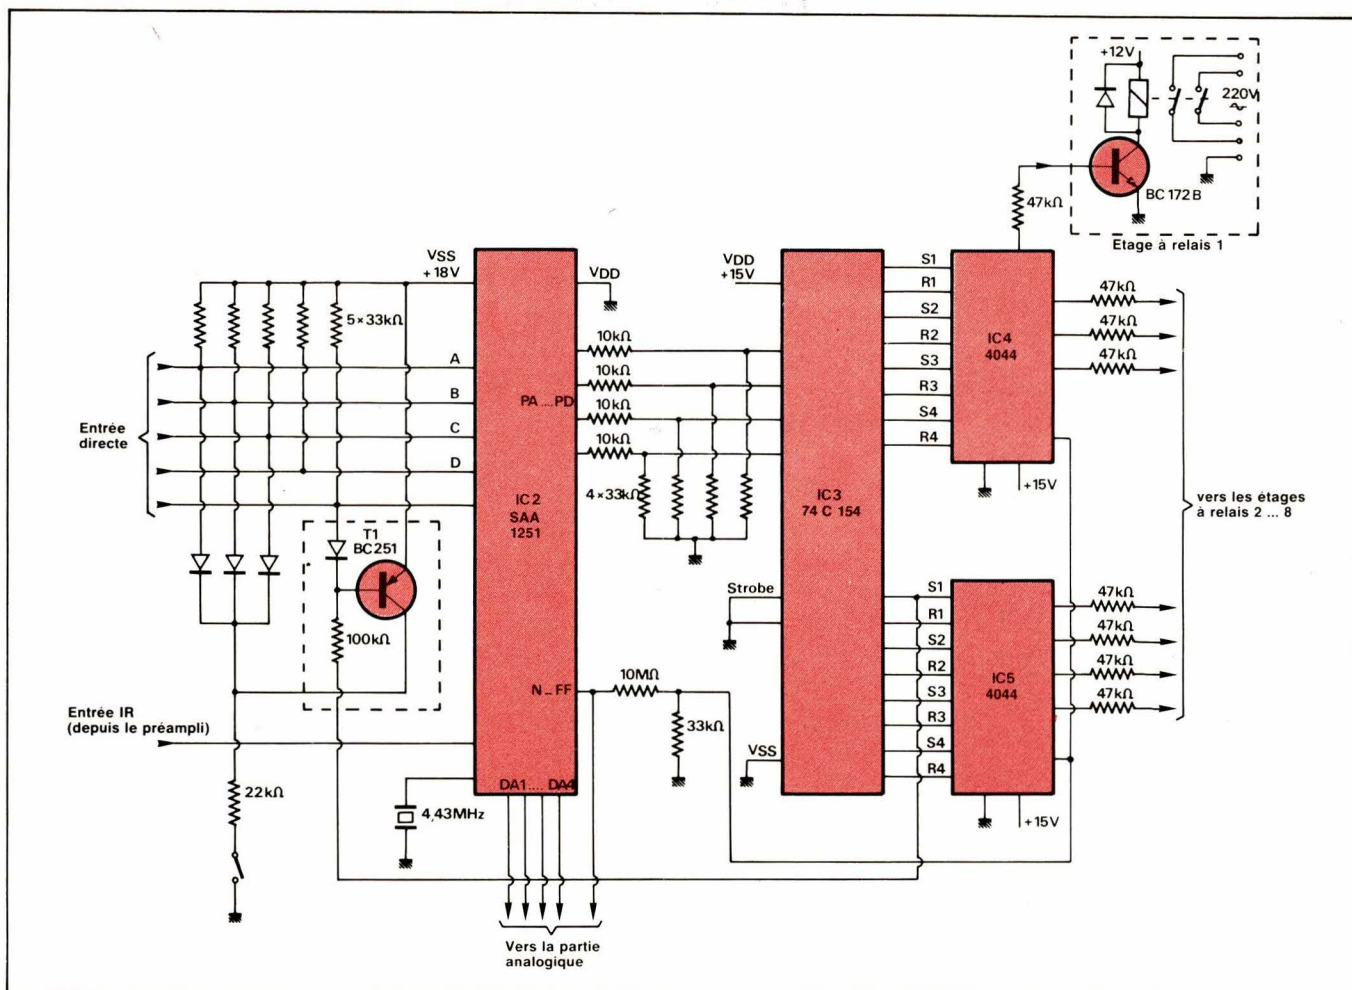 +12V
220V
~
47kΩ
BC 172 B
Etage à relais 1
VSS
+18V
VDD
VDD
+15V
S1
R1
S2
R2
S3
R3
S4
R4
IC4
4044
47kΩ
47kΩ
47kΩ
5×33kΩ
10kΩ
10kΩ
10kΩ
10kΩ
A
B
C
D
PA....PD
Entrée
directe
IC2
SAA
1251
4×33kΩ
IC3
74 C 154
+15V
vers les étages
à relais 2 ... 8
T1
BC251
100kΩ
Strobe
S1
R1
S2
R2
S3
R3
S4
R4
IC5
4044
47kΩ
47kΩ
47kΩ
47kΩ
N_FF
10MΩ
33kΩ
Entrée IR
(depuis le préampli)
VSS
22kΩ
4,43MHz
DA1.... DA4
+15V
Vers la partie
analogique